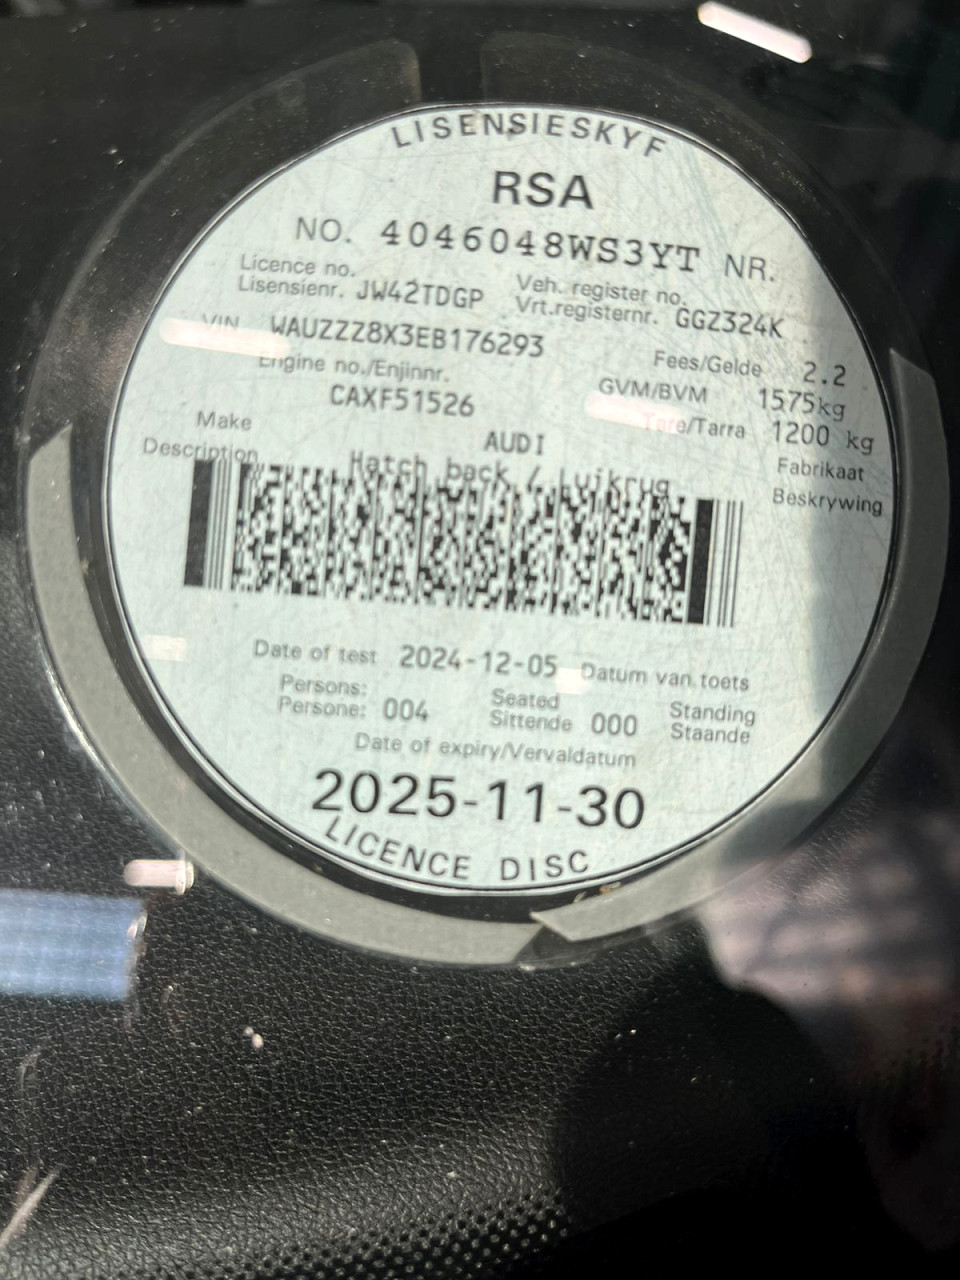 LISENSIESKYF
RSA
NO. 4046048WS3YT NR.
Licence no.
Lisensienr. JW42TDGP
Veh. register no.
Vrt.registernr. GGZ324K
VIN WAUZZZ8X3EB176293
Engine no./Enjinnr.
CAXF51526
Fees/Gelde 2.2
GVM/BVM 1575kg
Tare/Tarra 1200 kg
Make AUDI Fabrikaat
Description Hatch back / Luikrug Beskrywing
Date of test 2024-12-05 Datum van toets
Persons: Seated Standing
Persone: 004 Sittende 000 Staande
Date of expiry/Vervaldatum
2025-11-30
LICENCE DISC